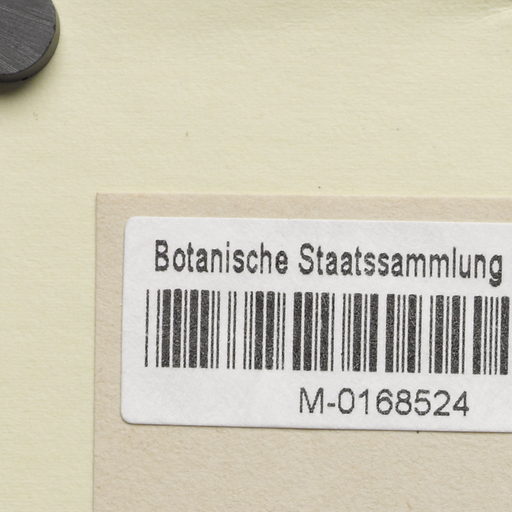 Botanische Staatssammlung
M-0168524